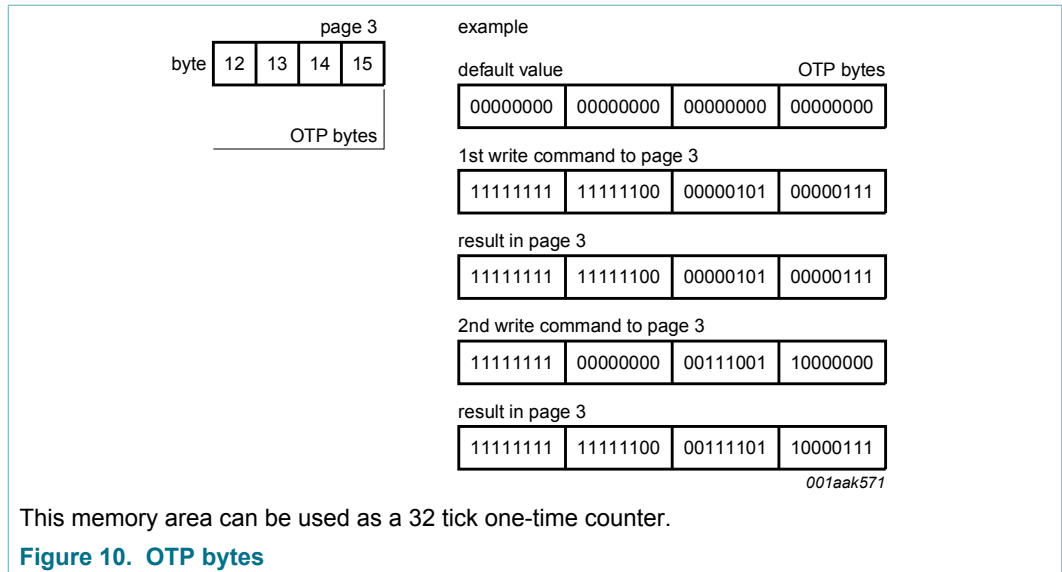 page 3
byte 12 13 14 15
OTP bytes
example
default value OTP bytes
00000000 00000000 00000000 00000000
1st write command to page 3
11111111 11111100 00000101 00000111
result in page 3
11111111 11111100 00000101 00000111
2nd write command to page 3
11111111 00000000 00111001 10000000
result in page 3
11111111 11111100 00111101 10000111
001aak571
This memory area can be used as a 32 tick one-time counter.
Figure 10. OTP bytes